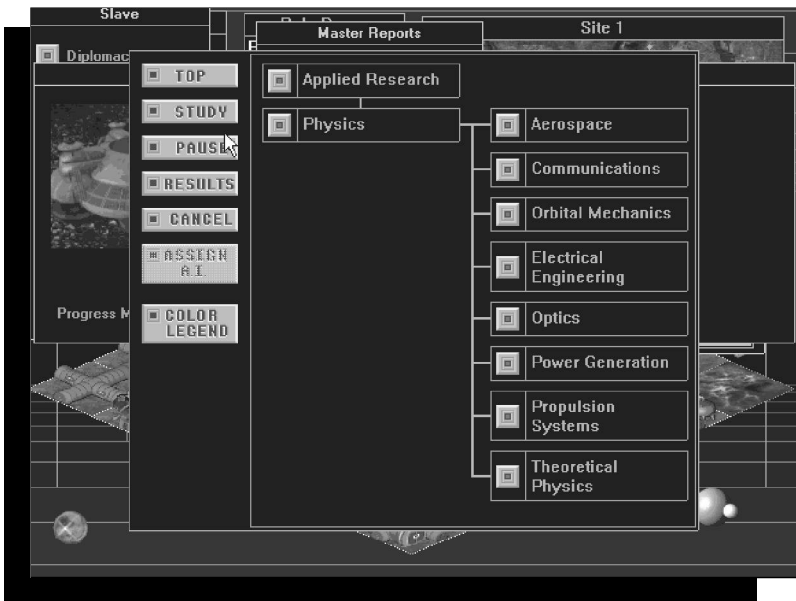 Slave
Master Reports
Site 1
Diplomac
TOP
STUDY
PAUSE
RESULTS
CANCEL
ASSIGN
A.I.
COLOR
LEGEND
Progress M
Applied Research
Physics
Aerospace
Communications
Orbital Mechanics
Electrical
Engineering
Optics
Power Generation
Propulsion
Systems
Theoretical
Physics